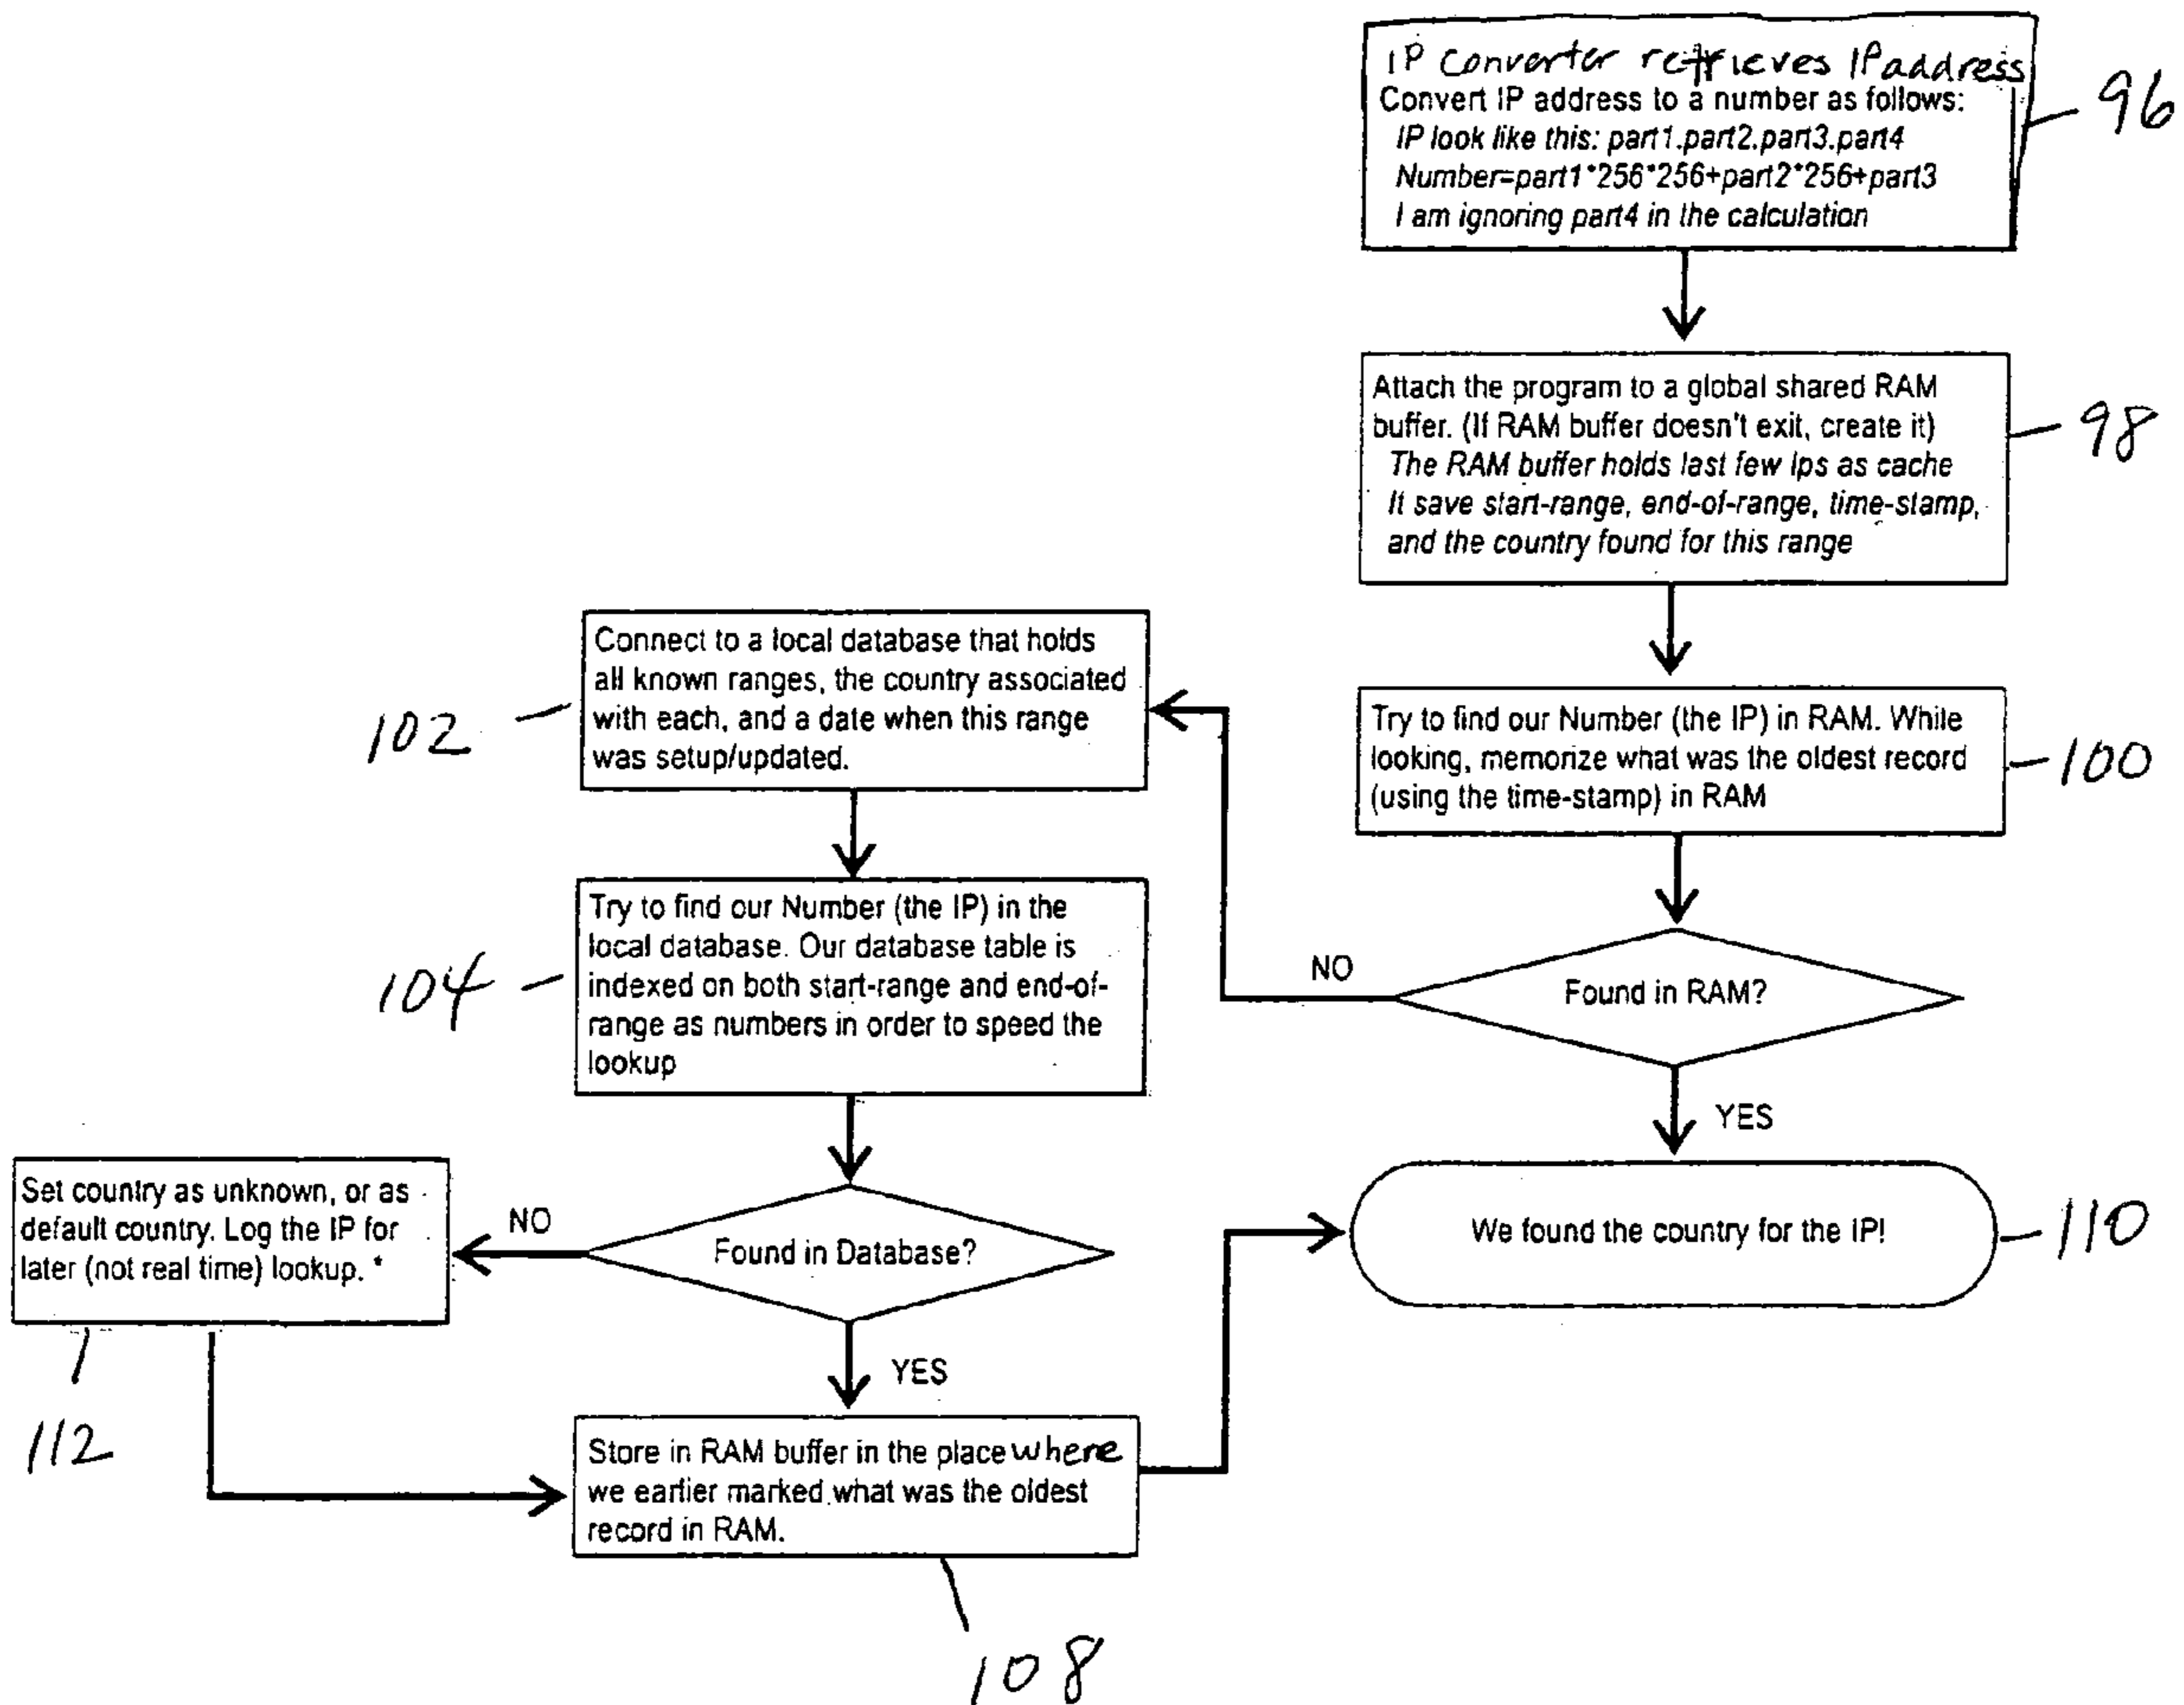 IP Converter retrieves IP address
Convert IP address to a number as follows:
IP look like this: part1.part2.part3.part4
Number=part1*256*256+part2*256+part3
I am ignoring part4 in the calculation
96
Attach the program to a global shared RAM
buffer. (If RAM buffer doesn't exit, create it)
The RAM buffer holds last few Ips as cache
It save start-range, end-of-range, time-stamp,
and the country found for this range
98
Try to find our Number (the IP) in RAM. While
looking, memorize what was the oldest record
(using the time-stamp) in RAM
100
Found in RAM?
NO
YES
Connect to a local database that holds
all known ranges, the country associated
with each, and a date when this range
was setup/updated.
102
Try to find our Number (the IP) in the
local database. Our database table is
indexed on both start-range and end-of-
range as numbers in order to speed the
lookup
104
Found in Database?
NO
YES
Set country as unknown, or as
default country. Log the IP for
later (not real time) lookup. *
112
Store in RAM buffer in the place where
we earlier marked what was the oldest
record in RAM.
108
We found the country for the IP!
110